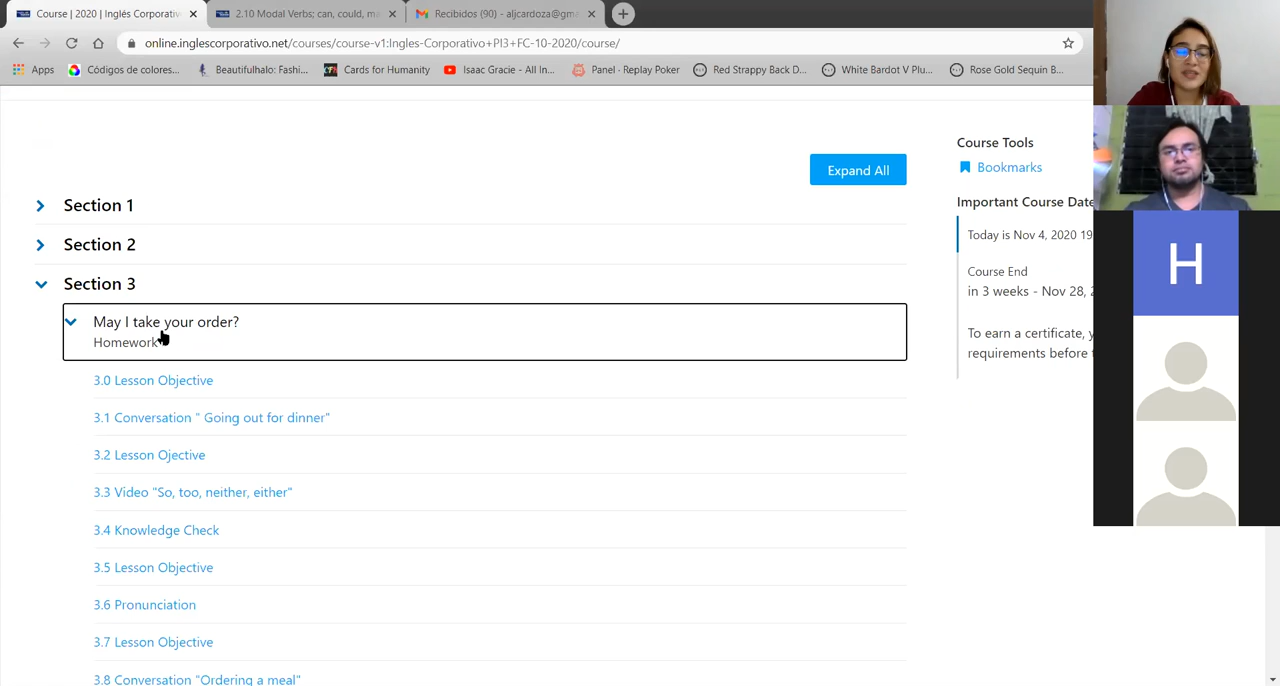 Course | 2020 | Inglés Corporativ
2.10 Modal Verbs; can, could, m
Recibidos (90) - aljcardoza@gm
online.inglescorporativo.net/courses/course-v1:Ingles-Corporativo+PI3+FC-10-2020/course/
Apps
Códigos de colores...
Beautifulhalo: Fashi...
Cards for Humanity
Isaac Gracie - All In...
Panel · Replay Poker
Red Strappy Back D...
White Bardot V Plu...
Rose Gold Sequin B...
Expand All
Section 1
Section 2
Section 3
May I take your order?
Homework
3.0 Lesson Objective
3.1 Conversation " Going out for dinner"
3.2 Lesson Ojective
3.3 Video "So, too, neither, either"
3.4 Knowledge Check
3.5 Lesson Objective
3.6 Pronunciation
3.7 Lesson Objective
3.8 Conversation "Ordering a meal"
Course Tools
Bookmarks
Important Course Date
Today is Nov 4, 2020 19
Course End
in 3 weeks - Nov 28, 2
To earn a certificate, y
requirements before
H